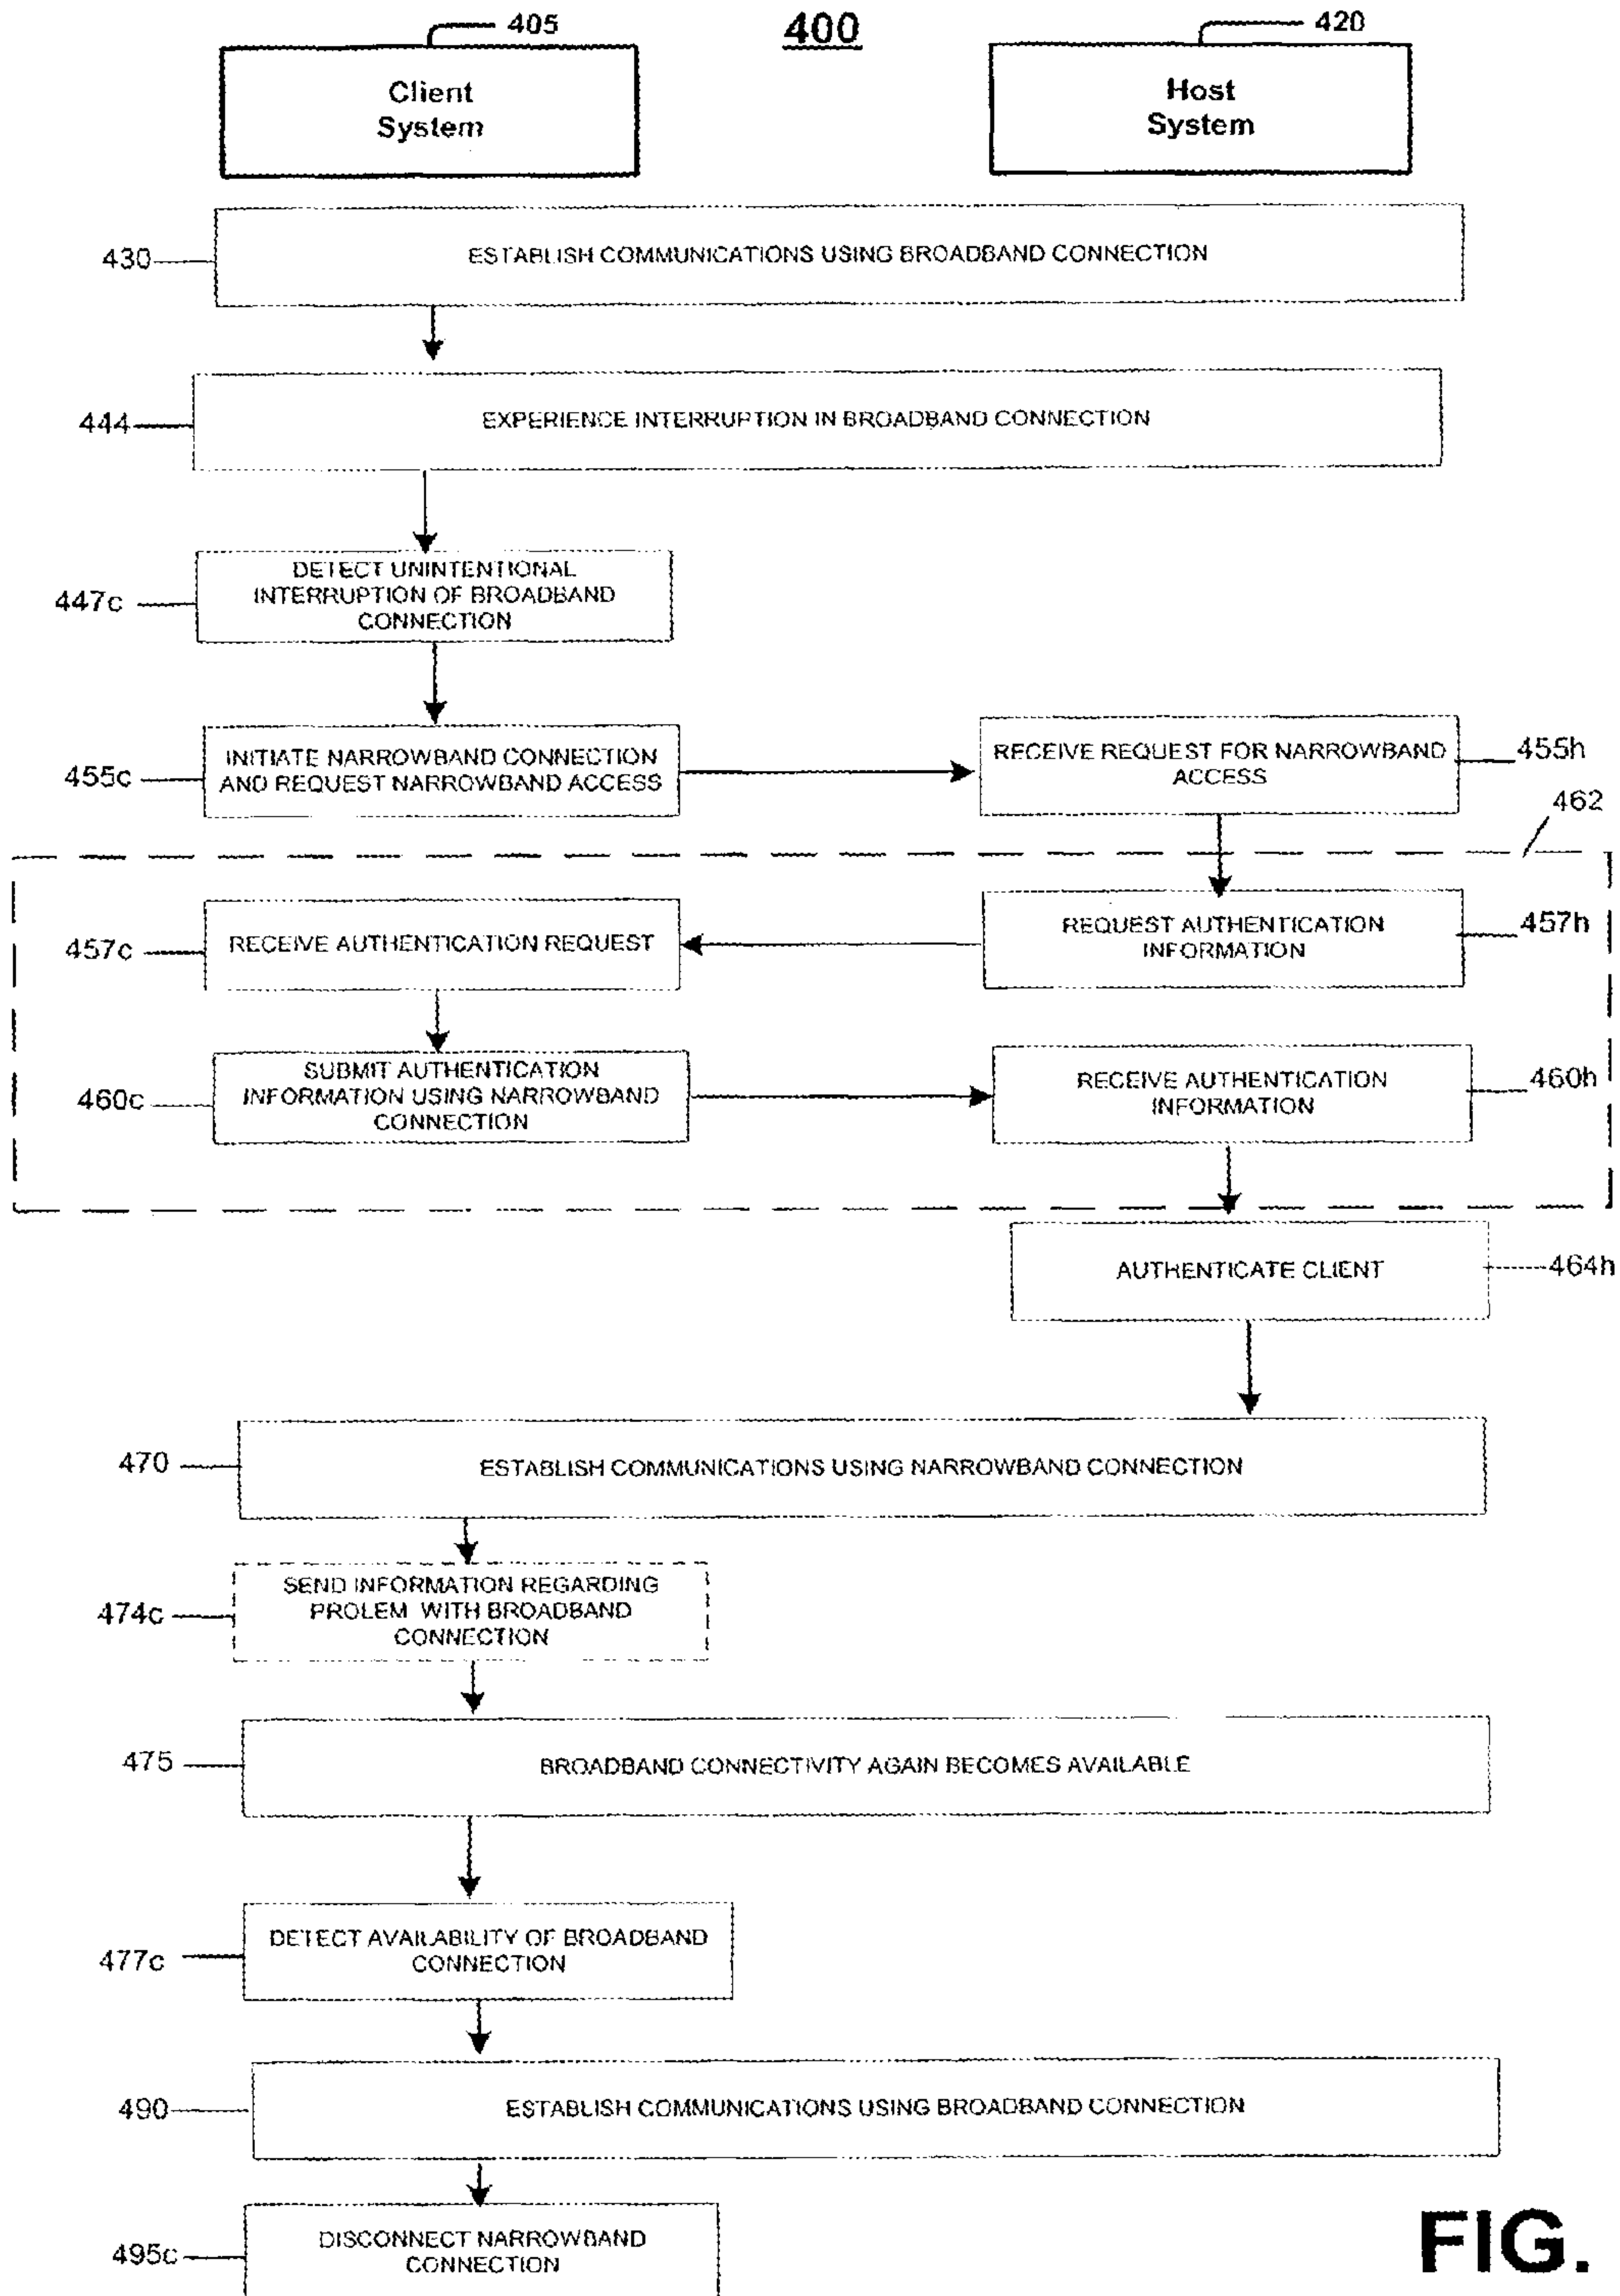 405
400
420
Client
System
Host
System
430
ESTABLISH COMMUNICATIONS USING BROADBAND CONNECTION
444
EXPERIENCE INTERRUPTION IN BROADBAND CONNECTION
447c
DETECT UNINTENTIONAL
INTERRUPTION OF BROADBAND
CONNECTION
455c
INITIATE NARROWBAND CONNECTION
AND REQUEST NARROWBAND ACCESS
RECEIVE REQUEST FOR NARROWBAND
ACCESS
455h
462
457c
RECEIVE AUTHENTICATION REQUEST
REQUEST AUTHENTICATION
INFORMATION
457h
460c
SUBMIT AUTHENTICATION
INFORMATION USING NARROWBAND
CONNECTION
RECEIVE AUTHENTICATION
INFORMATION
460h
AUTHENTICATE CLIENT
464h
470
ESTABLISH COMMUNICATIONS USING NARROWBAND CONNECTION
474c
SEND INFORMATION REGARDING
PROLEM WITH BROADBAND
CONNECTION
475
BROADBAND CONNECTIVITY AGAIN BECOMES AVAILABLE
477c
DETECT AVAILABILITY OF BROADBAND
CONNECTION
490
ESTABLISH COMMUNICATIONS USING BROADBAND CONNECTION
495c
DISCONNECT NARROWBAND
CONNECTION
FIG.